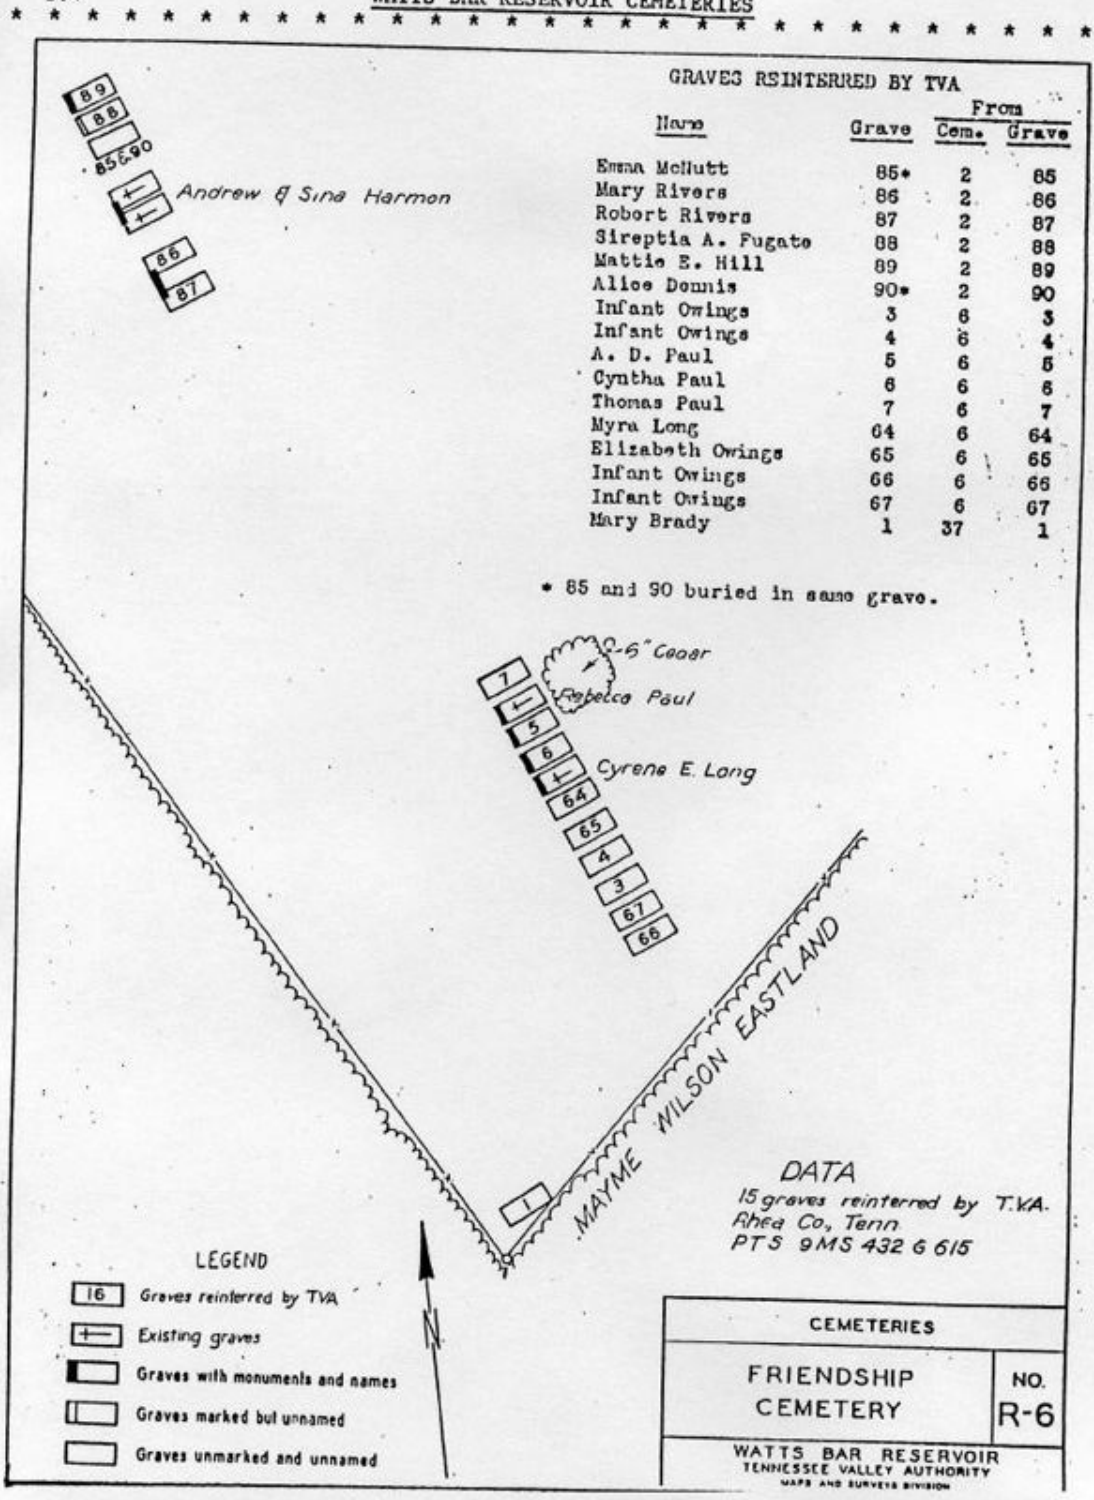 WATTS BAR RESERVOIR CEMETERIES
* * * * * * * * * * * * * * * * * * * * * * * * * * * * *
GRAVES REINTERRED BY TVA
From
Name Grave Cem. Grave
Emma McNutt 85* 2 85
Mary Rivers 86 2 86
Robert Rivers 87 2 87
Sireptia A. Fugate 88 2 88
Mattie E. Hill 89 2 89
Alice Dennis 90* 2 90
Infant Owings 3 6 3
Infant Owings 4 6 4
A. D. Paul 5 6 5
Cyntha Paul 6 6 6
Thomas Paul 7 6 7
Myra Long 64 6 64
Elizabeth Owings 65 6 65
Infant Owings 66 6 66
Infant Owings 67 6 67
Mary Brady 1 37 1
* 85 and 90 buried in same grave.
89
88
85&90
Andrew & Sina Harmon
86
87
6" Cedar
7
Rebecca Paul
5
6
Cyrene E. Long
64
65
4
3
67
66
MAYME WILSON EASTLAND
1
DATA
15 graves reinterred by T.V.A.
Rhea Co., Tenn.
PTS 9MS 432 G 615
N
LEGEND
16 Graves reinterred by TVA
Existing graves
Graves with monuments and names
Graves marked but unnamed
Graves unmarked and unnamed
CEMETERIES
FRIENDSHIP
CEMETERY
NO.
R-6
WATTS BAR RESERVOIR
TENNESSEE VALLEY AUTHORITY
MAPS AND SURVEYS DIVISION